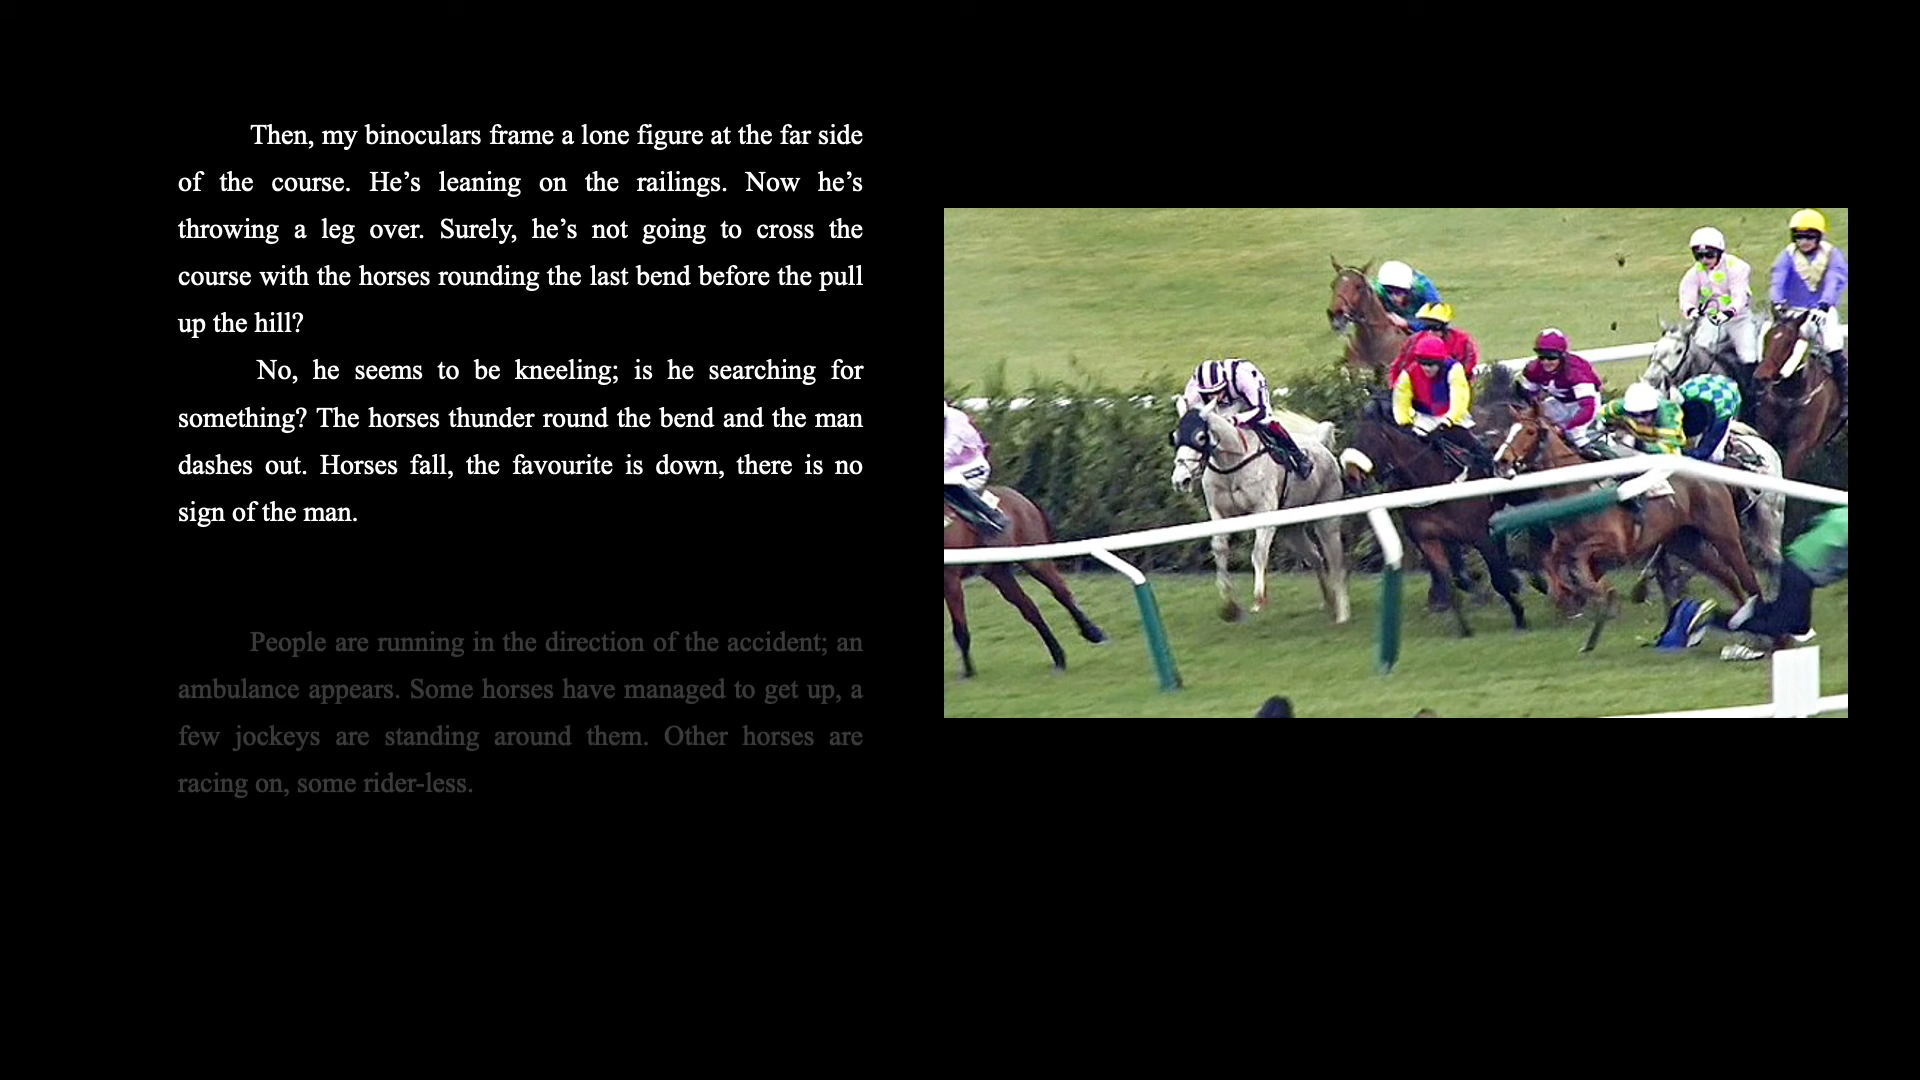 Then, my binoculars frame a lone figure at the far side
of the course. He’s leaning on the railings. Now he’s
throwing a leg over. Surely, he’s not going to cross the
course with the horses rounding the last bend before the pull
up the hill?
No, he seems to be kneeling; is he searching for
something? The horses thunder round the bend and the man
dashes out. Horses fall, the favourite is down, there is no
sign of the man.
People are running in the direction of the accident; an
ambulance appears. Some horses have managed to get up, a
few jockeys are standing around them. Other horses are
racing on, some rider-less.